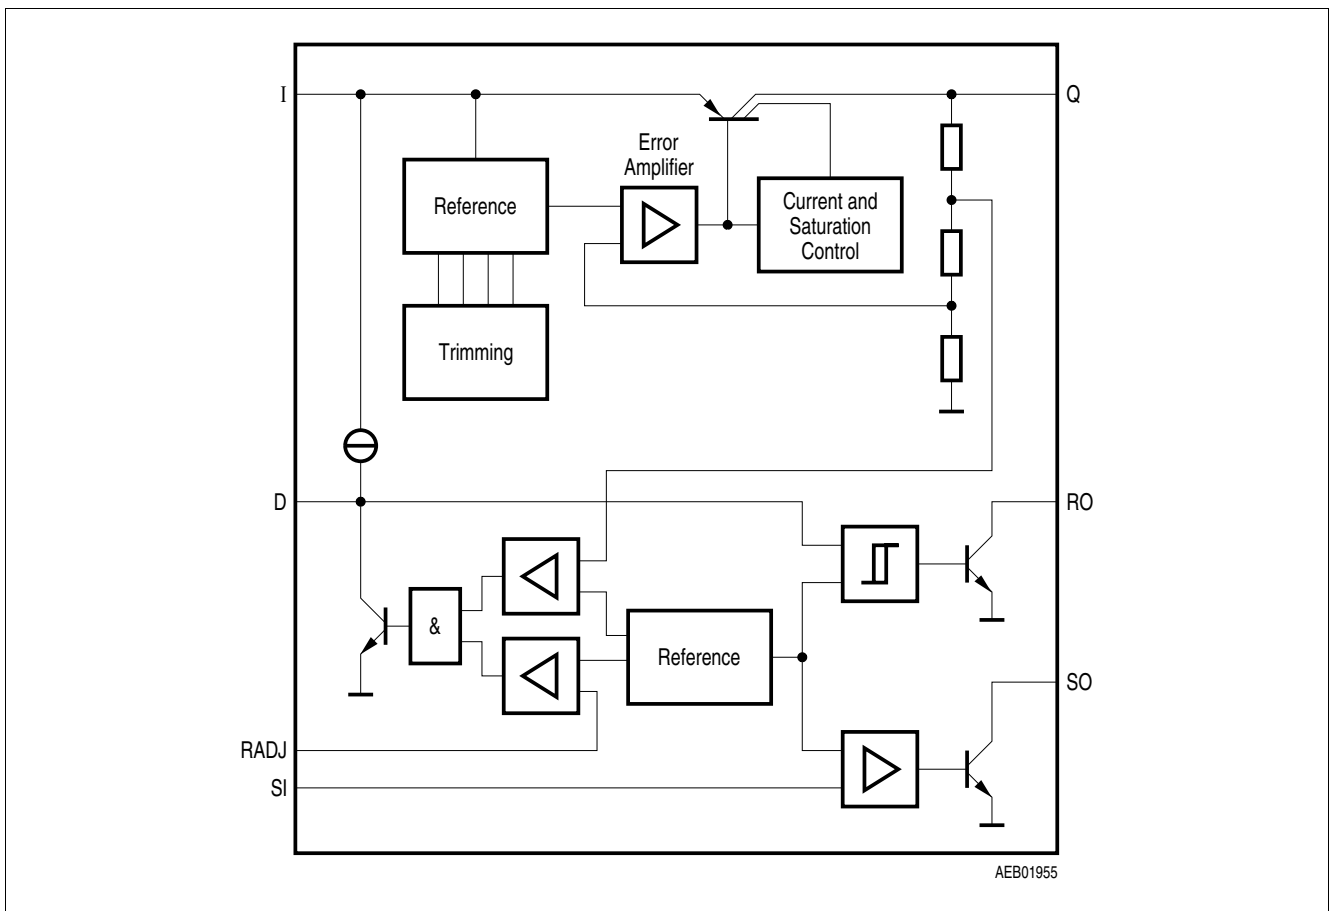 I
Q
Error
Amplifier
Reference
Current and
Saturation
Control
Trimming
D
RO
&
Reference
SO
RADJ
SI
AEB01955